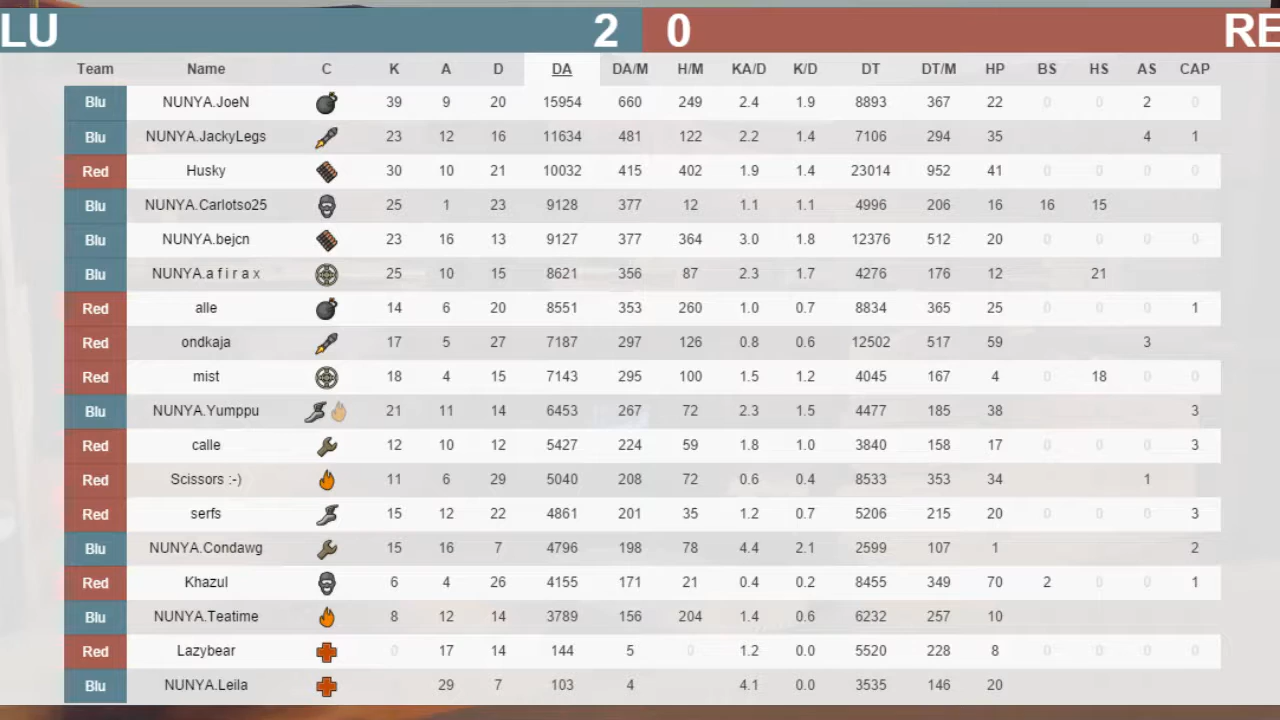 LU 2 0 RE
Team Name C K A D DA DA/M H/M KA/D K/D DT DT/M HP BS HS AS CAP
Blu NUNYA.JoeN 39 9 20 15954 660 249 2.4 1.9 8893 367 22 0 0 2 0
Blu NUNYA.JackyLegs 23 12 16 11634 481 122 2.2 1.4 7106 294 35 4 1
Red Husky 30 10 21 10032 415 402 1.9 1.4 23014 952 41 0 0 0 0
Blu NUNYA.Carlotso25 25 1 23 9128 377 12 1.1 1.1 4996 206 16 16 15
Blu NUNYA.bejcn 23 16 13 9127 377 364 3.0 1.8 12376 512 20 0 0 0 0
Blu NUNYA.a f i r a x 25 10 15 8621 356 87 2.3 1.7 4276 176 12 21
Red alle 14 6 20 8551 353 260 1.0 0.7 8834 365 25 0 0 0 1
Red ondkaja 17 5 27 7187 297 126 0.8 0.6 12502 517 59 3
Red mist 18 4 15 7143 295 100 1.5 1.2 4045 167 4 0 18 0 0
Blu NUNYA.Yumppu 21 11 14 6453 267 72 2.3 1.5 4477 185 38 3
Red calle 12 10 12 5427 224 59 1.8 1.0 3840 158 17 0 0 0 3
Red Scissors :-) 11 6 29 5040 208 72 0.6 0.4 8533 353 34 1
Red serfs 15 12 22 4861 201 35 1.2 0.7 5206 215 20 0 0 0 3
Blu NUNYA.Condawg 15 16 7 4796 198 78 4.4 2.1 2599 107 1 2
Red Khazul 6 4 26 4155 171 21 0.4 0.2 8455 349 70 2 0 0 1
Blu NUNYA.Teatime 8 12 14 3789 156 204 1.4 0.6 6232 257 10
Red Lazybear 0 17 14 144 5 0 1.2 0.0 5520 228 8 0 0 0 0
Blu NUNYA.Leila 29 7 103 4 4.1 0.0 3535 146 20